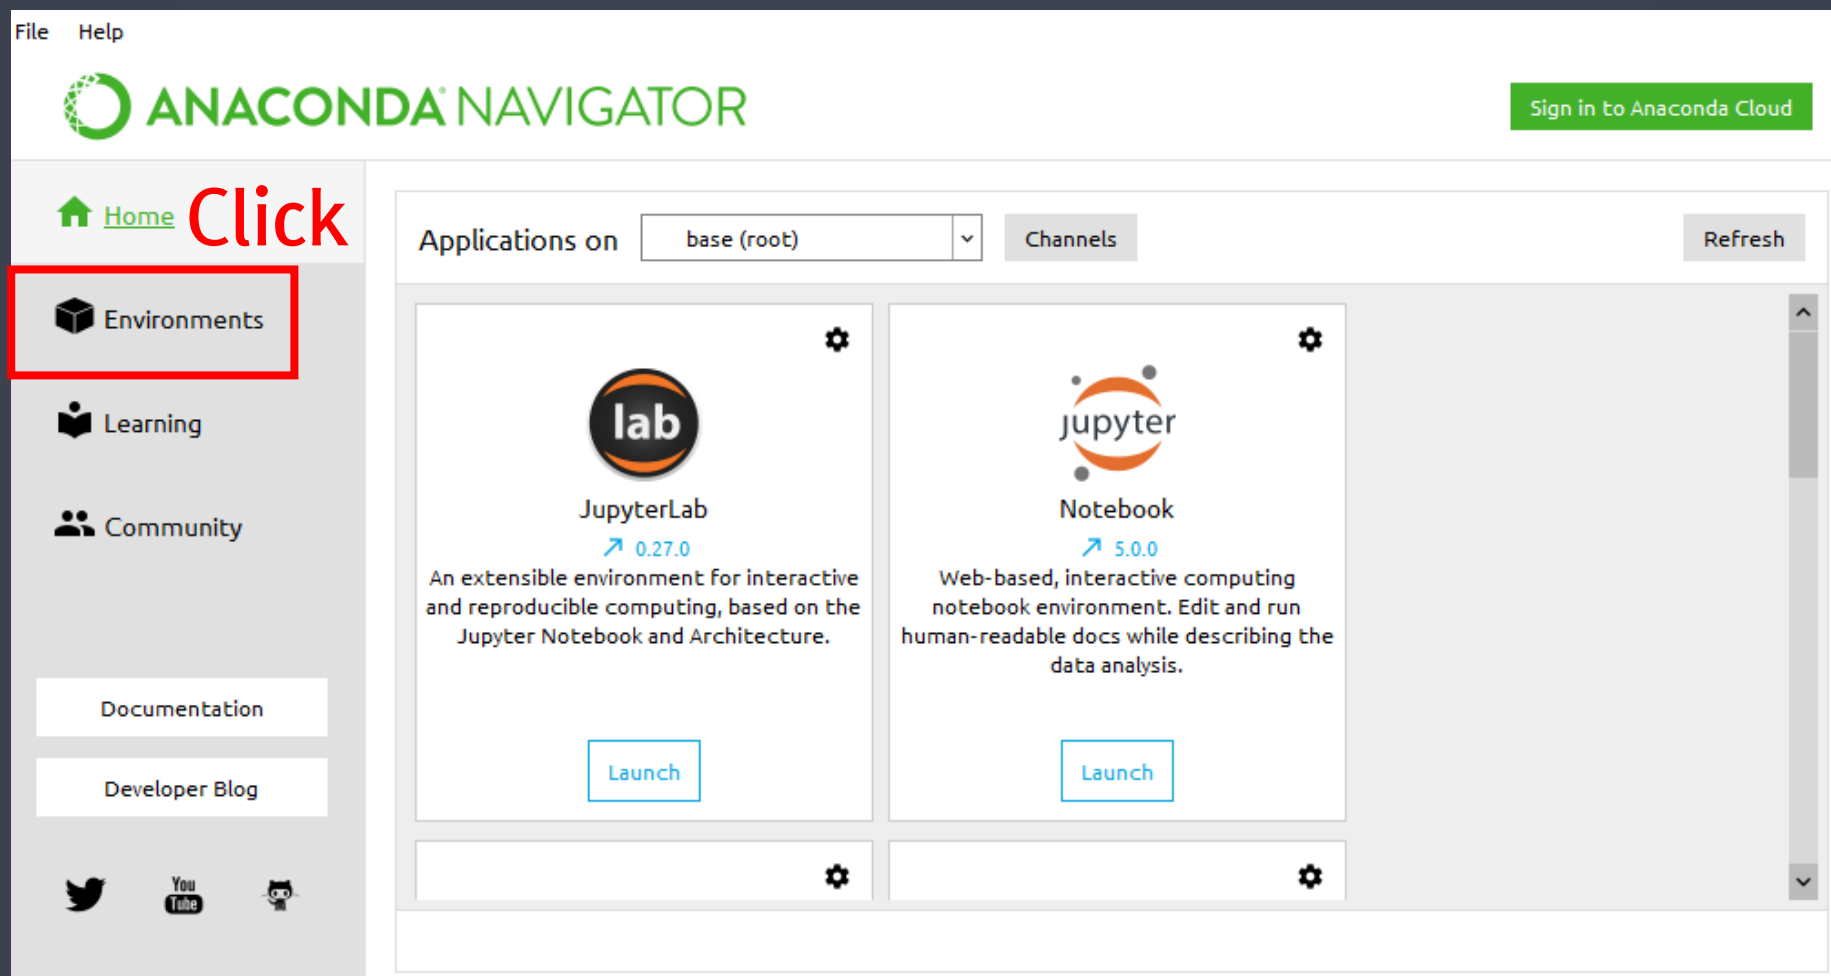 File Help
ANACONDA NAVIGATOR
Sign in to Anaconda Cloud
Home
Click
Environments
Learning
Community
Documentation
Developer Blog
You
Tube
Applications on base (root) Channels Refresh
lab
JupyterLab
0.27.0
An extensible environment for interactive
and reproducible computing, based on the
Jupyter Notebook and Architecture.
Launch
jupyter
Notebook
5.0.0
Web-based, interactive computing
notebook environment. Edit and run
human-readable docs while describing the
data analysis.
Launch